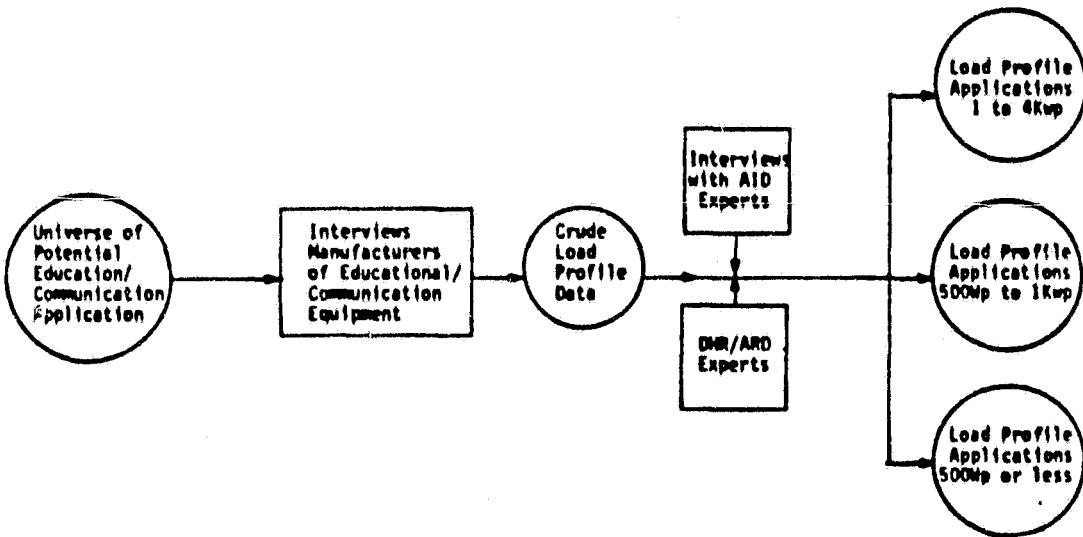 Universe of
Potential
Education/
Communication
Application
Interviews
Manufacturers
of Educational/
Communication
Equipment
Crude
Load
Profile
Data
Interviews
with AID
Experts
DHR/ARD
Experts
Load Profile
Applications
1 to 4Kwp
Load Profile
Applications
500Wp to 1Kwp
Load Profile
Applications
500Wp or less